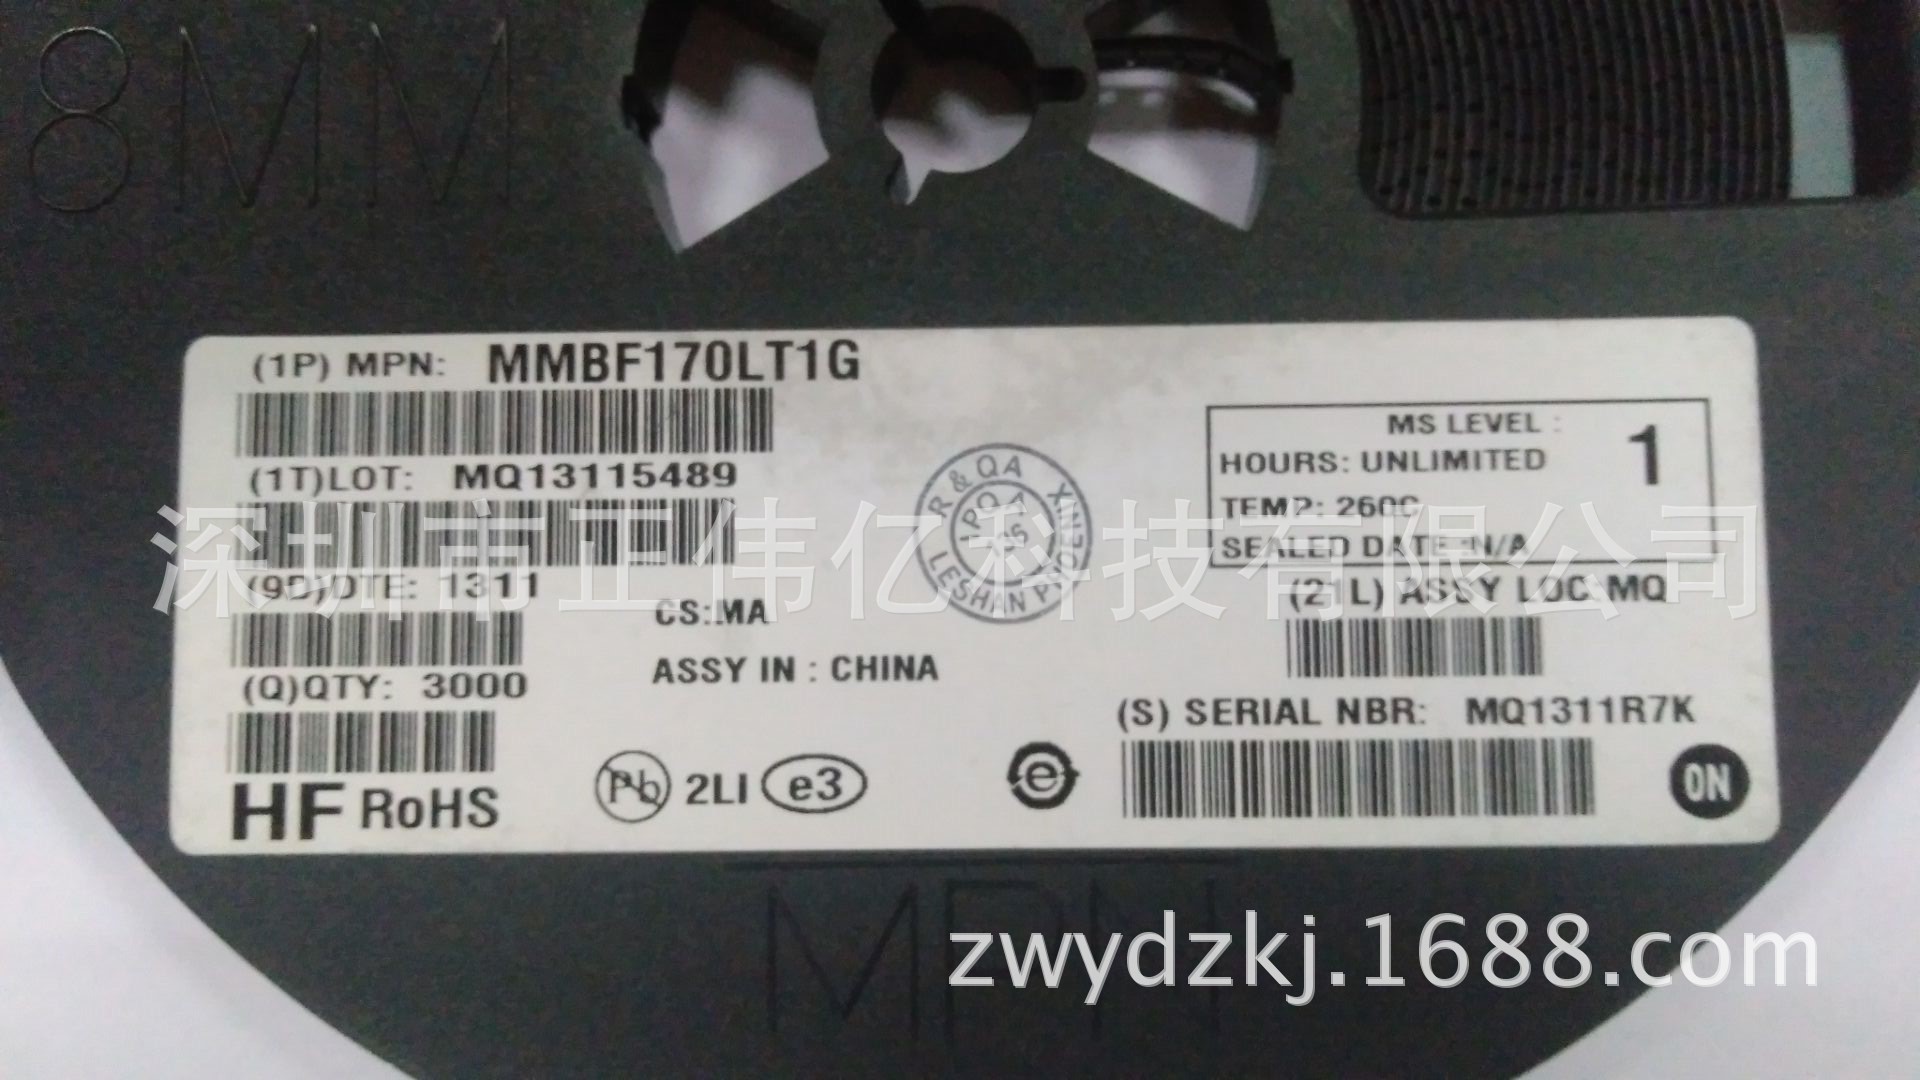 8MM
(1P) MPN: MMBF170LT1G
(1T)LOT: MQ13115489
(9D)DTE: 1311
(Q)QTY: 3000
HF RoHS
CS:MA
ASSY IN : CHINA
Pb 2LI e3
e
R & QA XINLE
LESHAN PHOENIX
MS LEVEL : 1
HOURS: UNLIMITED
TEMP: 260C
SEALED DATE :N/A
(21L) ASSY LOC:MQ
(S) SERIAL NBR: MQ1311R7K
ON
深圳市正伟亿科技有限公司
MPN
zwydzkj.1688.com